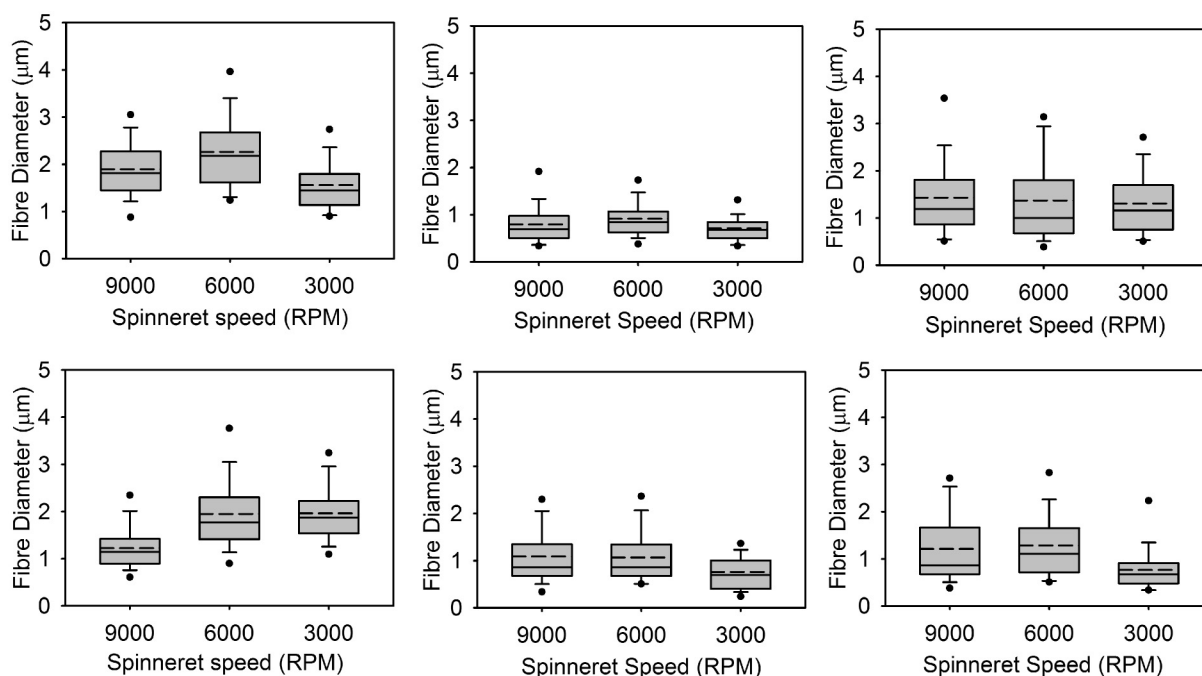 Fibre Diameter (μm)
5
4
3
2
1
0
9000 6000 3000
Spinneret speed (RPM)
Fibre Diameter (μm)
5
4
3
2
1
0
9000 6000 3000
Spinneret Speed (RPM)
Fibre Diameter (μm)
5
4
3
2
1
0
9000 6000 3000
Spinneret Speed (RPM)
Fibre Diameter (μm)
5
4
3
2
1
0
9000 6000 3000
Spinneret speed (RPM)
Fibre Diameter (μm)
5
4
3
2
1
0
9000 6000 3000
Spinneret Speed (RPM)
Fibre Diameter (μm)
5
4
3
2
1
0
9000 6000 3000
Spinneret Speed (RPM)